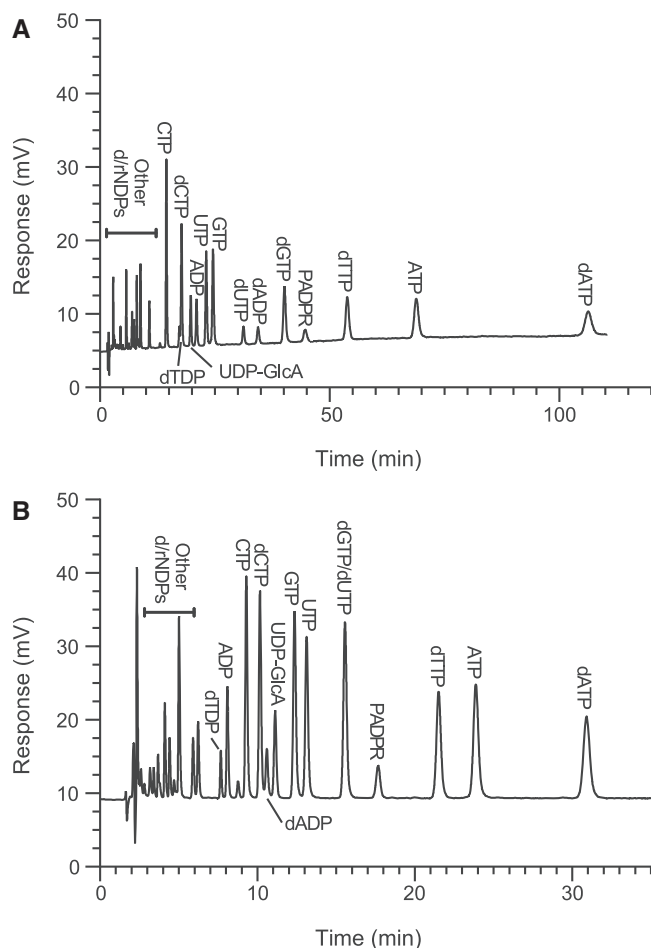 A
50
40
30
20
10
0
Response (mV)
Other
d/rNDPs
CTP
dCTP
ADP
UTP
GTP
dUTP
dADP
dGTP
PADPR
dTTP
ATP
dATP
dTDP
UDP-GlcA
0
50
100
Time (min)
B
50
40
30
20
10
0
Response (mV)
Other
d/rNDPs
dTDP
ADP
CTP
dCTP
UDP-GlcA
GTP
UTP
dGTP/dUTP
PADPR
dTTP
ATP
dATP
dADP
0
10
20
30
Time (min)